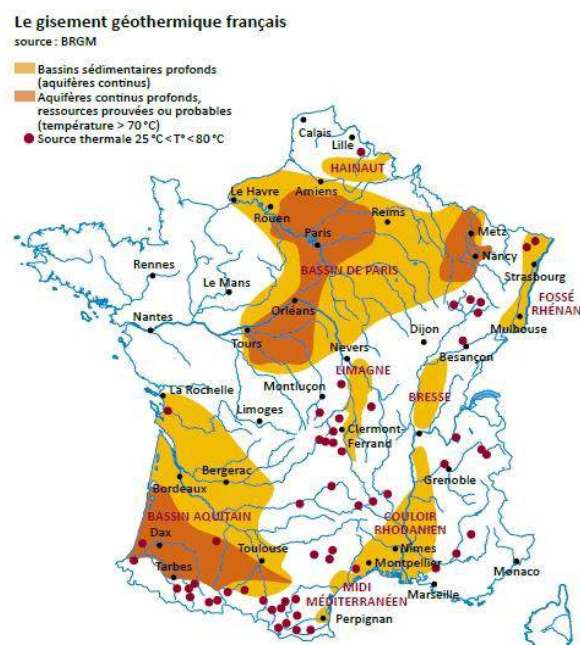 Le gisement géothermique français
source : BRGM
Bassins sédimentaires profonds
(aquifères continus)
Aquifères continus profonds,
ressources prouvées ou probables
(température > 70 °C)
Source thermale 25 °C < T° < 80 °C
Calais
Lille
HAINAUT
Le Havre
Amiens
Rouen
Reims
Paris
Metz
Nancy
BASSIN DE PARIS
Strasbourg
Rennes
Le Mans
FOSSÉ
RHÉNAN
Orléans
Mulhouse
Nantes
Tours
Dijon
Besançon
Nevers
LIMAGNE
La Rochelle
Montluçon
BRESSE
Limoges
Clermont-
Ferrand
Bergerac
Grenoble
Bordeaux
BASSIN AQUITAIN
COULOIR
RHODANIEN
Dax
Toulouse
Nîmes
Tarbes
Montpellier
Monaco
MIDI
MÉDITERRANÉEN
Marseille
Perpignan